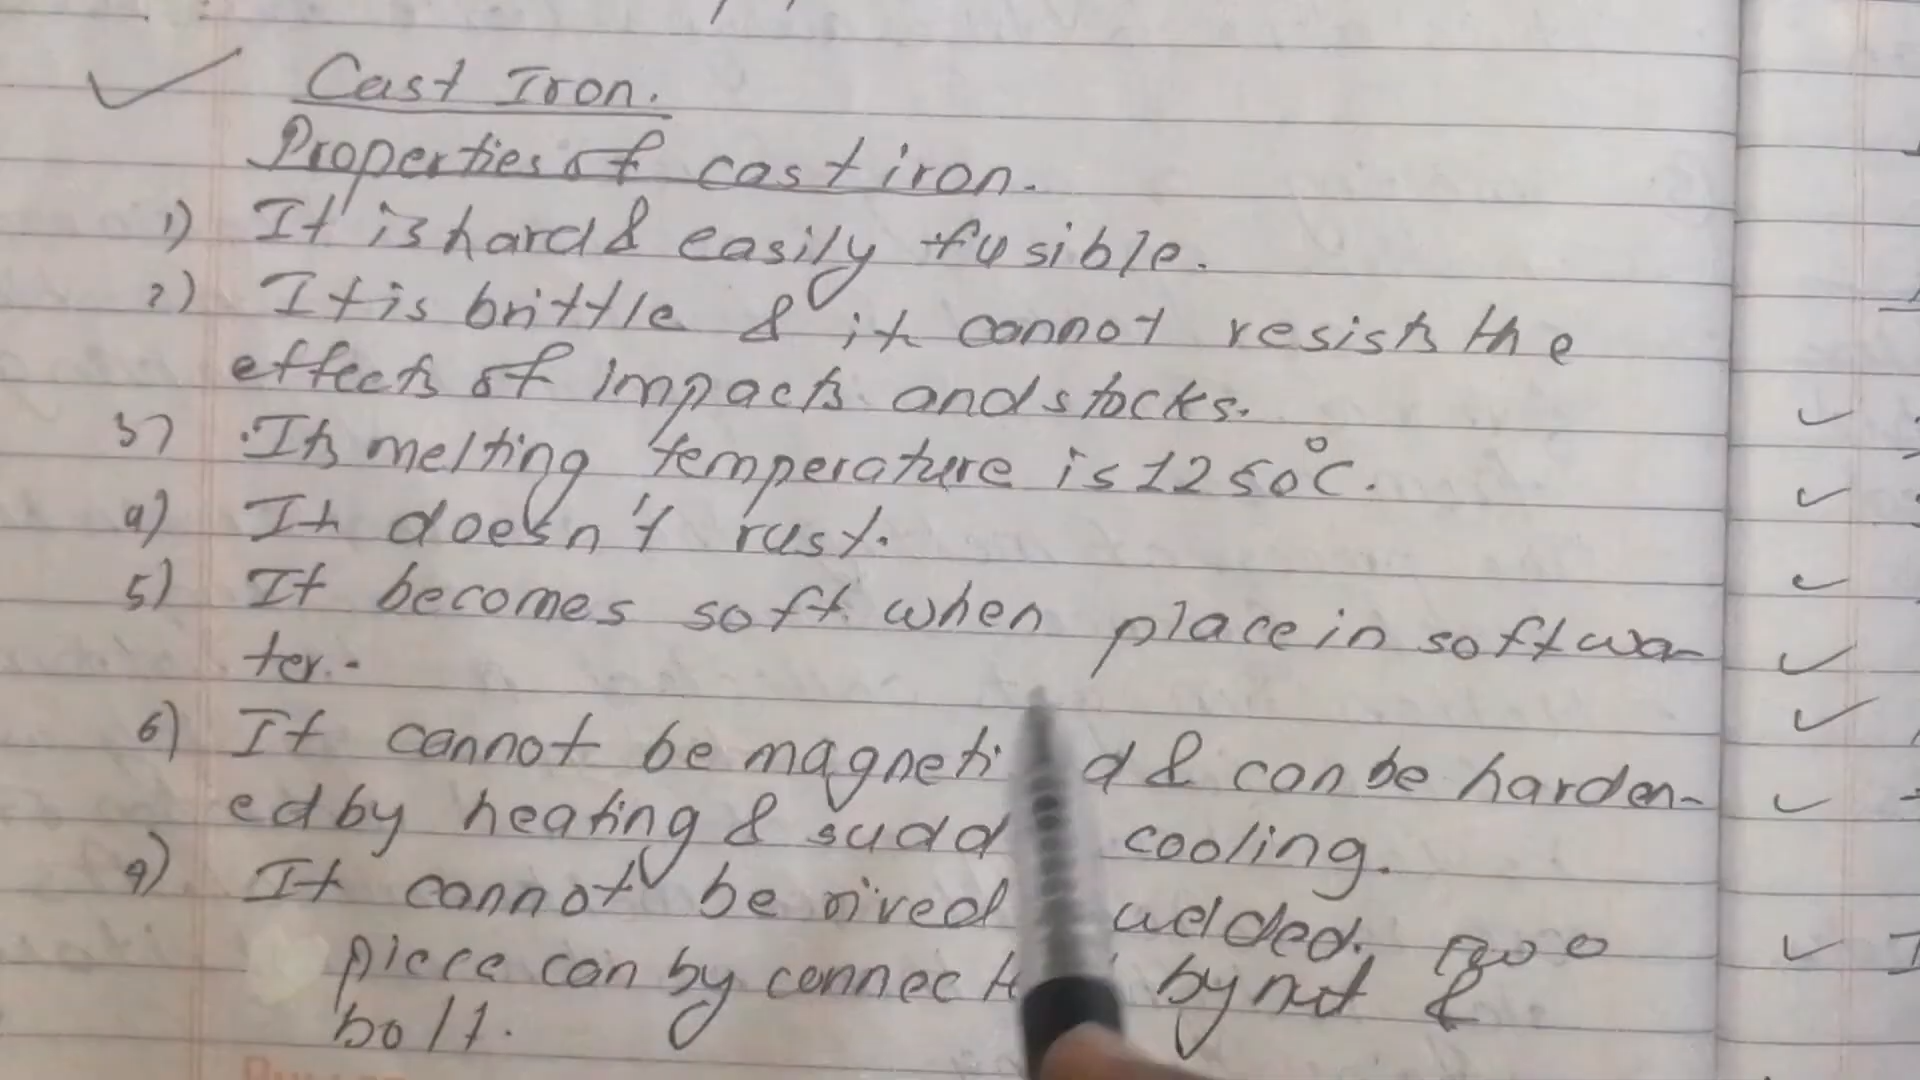 Cast Iron.
Properties of cast iron.
1) It is hard & easily fusible.
2) It is brittle & it cannot resists the
effects of impacts and stocks.
3) Its melting temperature is 1250°C.
4) It doesn't rust.
5) It becomes soft when place in soft wa-
ter.
6) It cannot be magneti d & can be harden-
ed by heating & sudd cooling.
7) It cannot be rived welded.
piece can by connect by nut &
bolt.